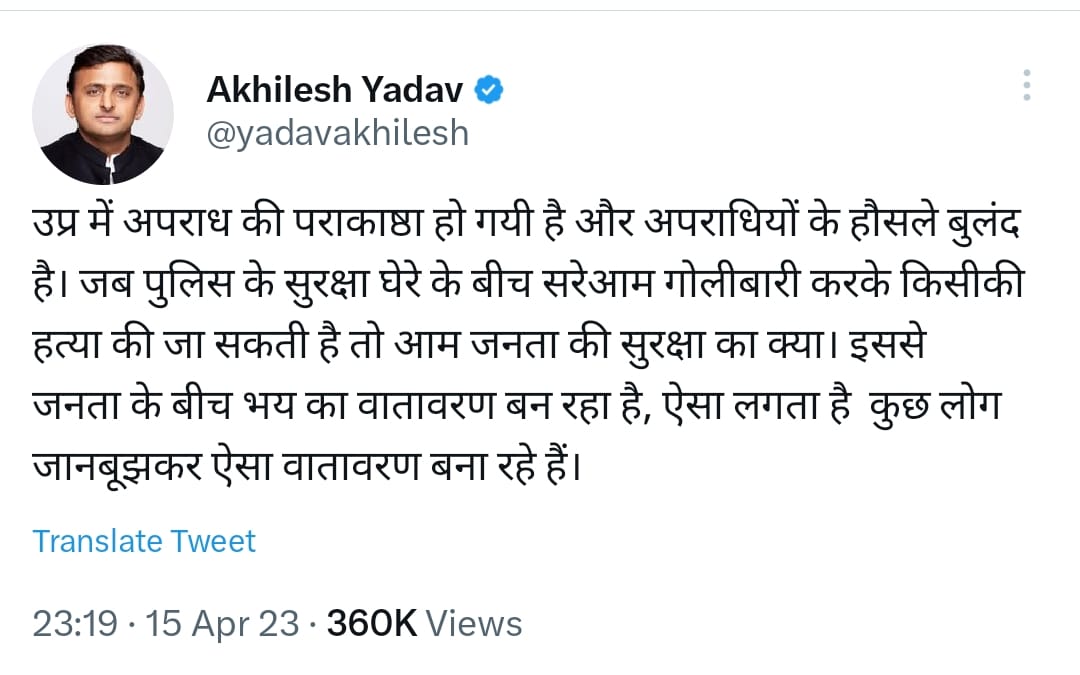 Akhilesh Yadav
@yadavakhilesh
उप्र में अपराध की पराकाष्ठा हो गयी है और अपराधियों के हौसले बुलंद
है। जब पुलिस के सुरक्षा घेरे के बीच सरेआम गोलीबारी करके किसीकी
हत्या की जा सकती है तो आम जनता की सुरक्षा का क्या। इससे
जनता के बीच भय का वातावरण बन रहा है, ऐसा लगता है  कुछ लोग
जानबूझकर ऐसा वातावरण बना रहे हैं।
Translate Tweet
23:19 · 15 Apr 23 · 360K Views